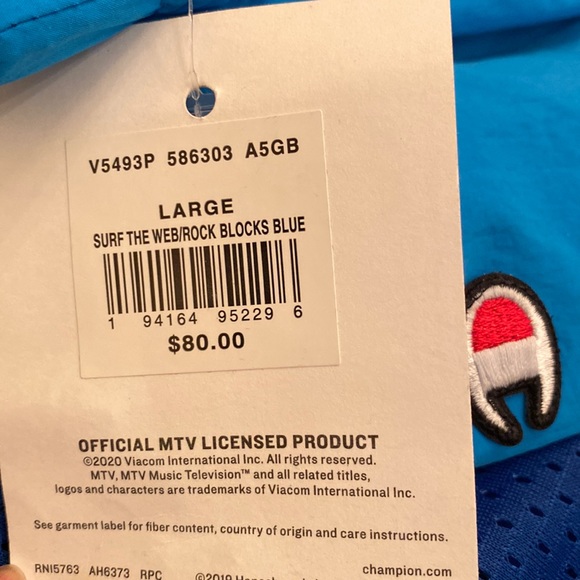 V5493P 586303 A5GB
LARGE
SURF THE WEB/ROCK BLOCKS BLUE
1 94164 95229 6
$80.00
OFFICIAL MTV LICENSED PRODUCT
©2020 Viacom International Inc. All rights reserved.
MTV, MTV Music Television™ and all related titles,
logos and characters are trademarks of Viacom International Inc.
See garment label for fiber content, country of origin and care instructions.
RN15763 AH6373 RPC
©2019
champion.com